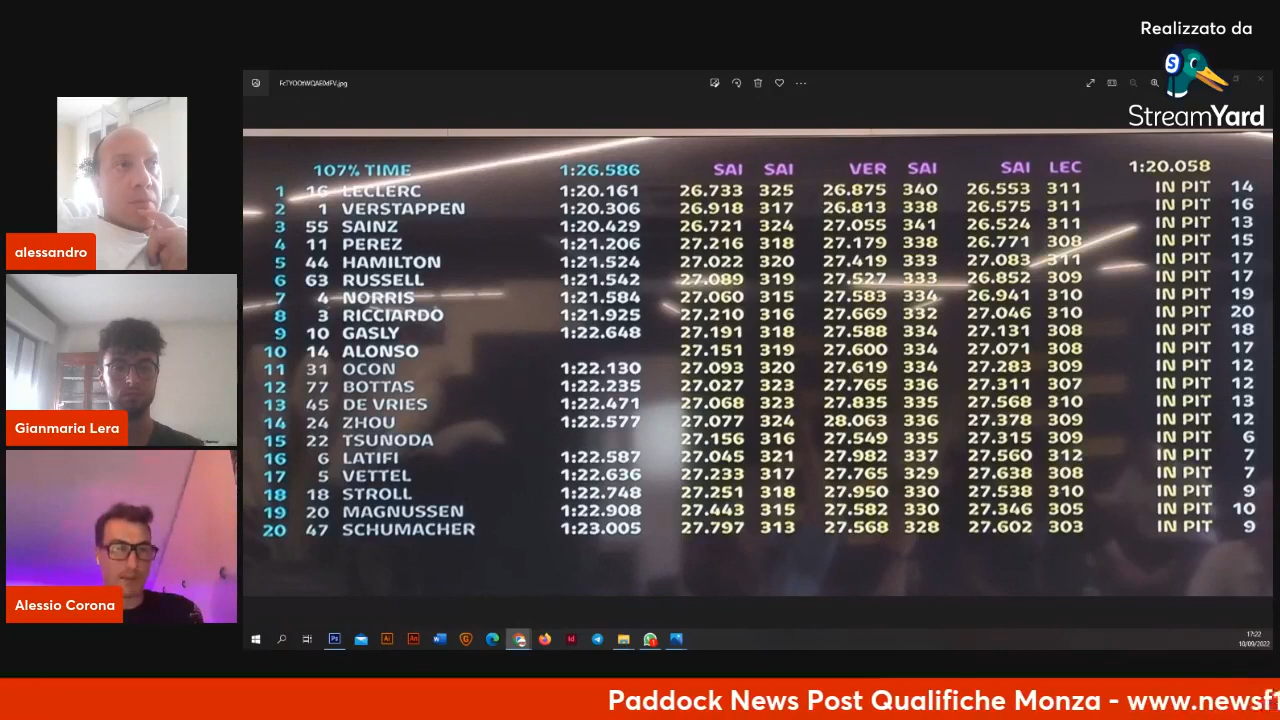 Realizzato da
StreamYard
FcTYOOtWQAE0dFV.jpg
107% TIME 1:26.586 SAI SAI VER SAI SAI LEC 1:20.058
1 16 LECLERC 1:20.161 26.733 325 26.875 340 26.553 311 IN PIT 14
2 1 VERSTAPPEN 1:20.306 26.918 317 26.813 338 26.575 311 IN PIT 16
3 55 SAINZ 1:20.429 26.721 324 27.055 341 26.524 311 IN PIT 13
4 11 PEREZ 1:21.206 27.216 318 27.179 338 26.771 308 IN PIT 15
5 44 HAMILTON 1:21.524 27.022 320 27.419 333 27.083 311 IN PIT 17
6 63 RUSSELL 1:21.542 27.089 319 27.527 333 26.852 309 IN PIT 17
7 4 NORRIS 1:21.584 27.060 315 27.583 334 26.941 310 IN PIT 19
8 3 RICCIARDO 1:21.925 27.210 316 27.669 332 27.046 310 IN PIT 20
9 10 GASLY 1:22.648 27.191 318 27.588 334 27.131 308 IN PIT 18
10 14 ALONSO 27.151 319 27.600 334 27.071 308 IN PIT 17
11 31 OCON 1:22.130 27.093 320 27.619 334 27.283 309 IN PIT 12
12 77 BOTTAS 1:22.235 27.027 323 27.765 336 27.311 307 IN PIT 12
13 45 DE VRIES 1:22.471 27.068 323 27.835 335 27.568 310 IN PIT 13
14 24 ZHOU 1:22.577 27.077 324 28.063 336 27.378 309 IN PIT 12
15 22 TSUNODA 27.156 316 27.549 335 27.315 309 IN PIT 6
16 6 LATIFI 1:22.587 27.045 321 27.982 337 27.560 312 IN PIT 7
17 5 VETTEL 1:22.636 27.233 317 27.765 329 27.638 308 IN PIT 7
18 18 STROLL 1:22.748 27.251 318 27.950 330 27.538 310 IN PIT 9
19 20 MAGNUSSEN 1:22.908 27.443 315 27.582 330 27.346 305 IN PIT 10
20 47 SCHUMACHER 1:23.005 27.797 313 27.568 328 27.602 303 IN PIT 9
alessandro
Gianmaria Lera
Alessio Corona
17:22
10/09/2022
Paddock News Post Qualifiche Monza - www.newsf1